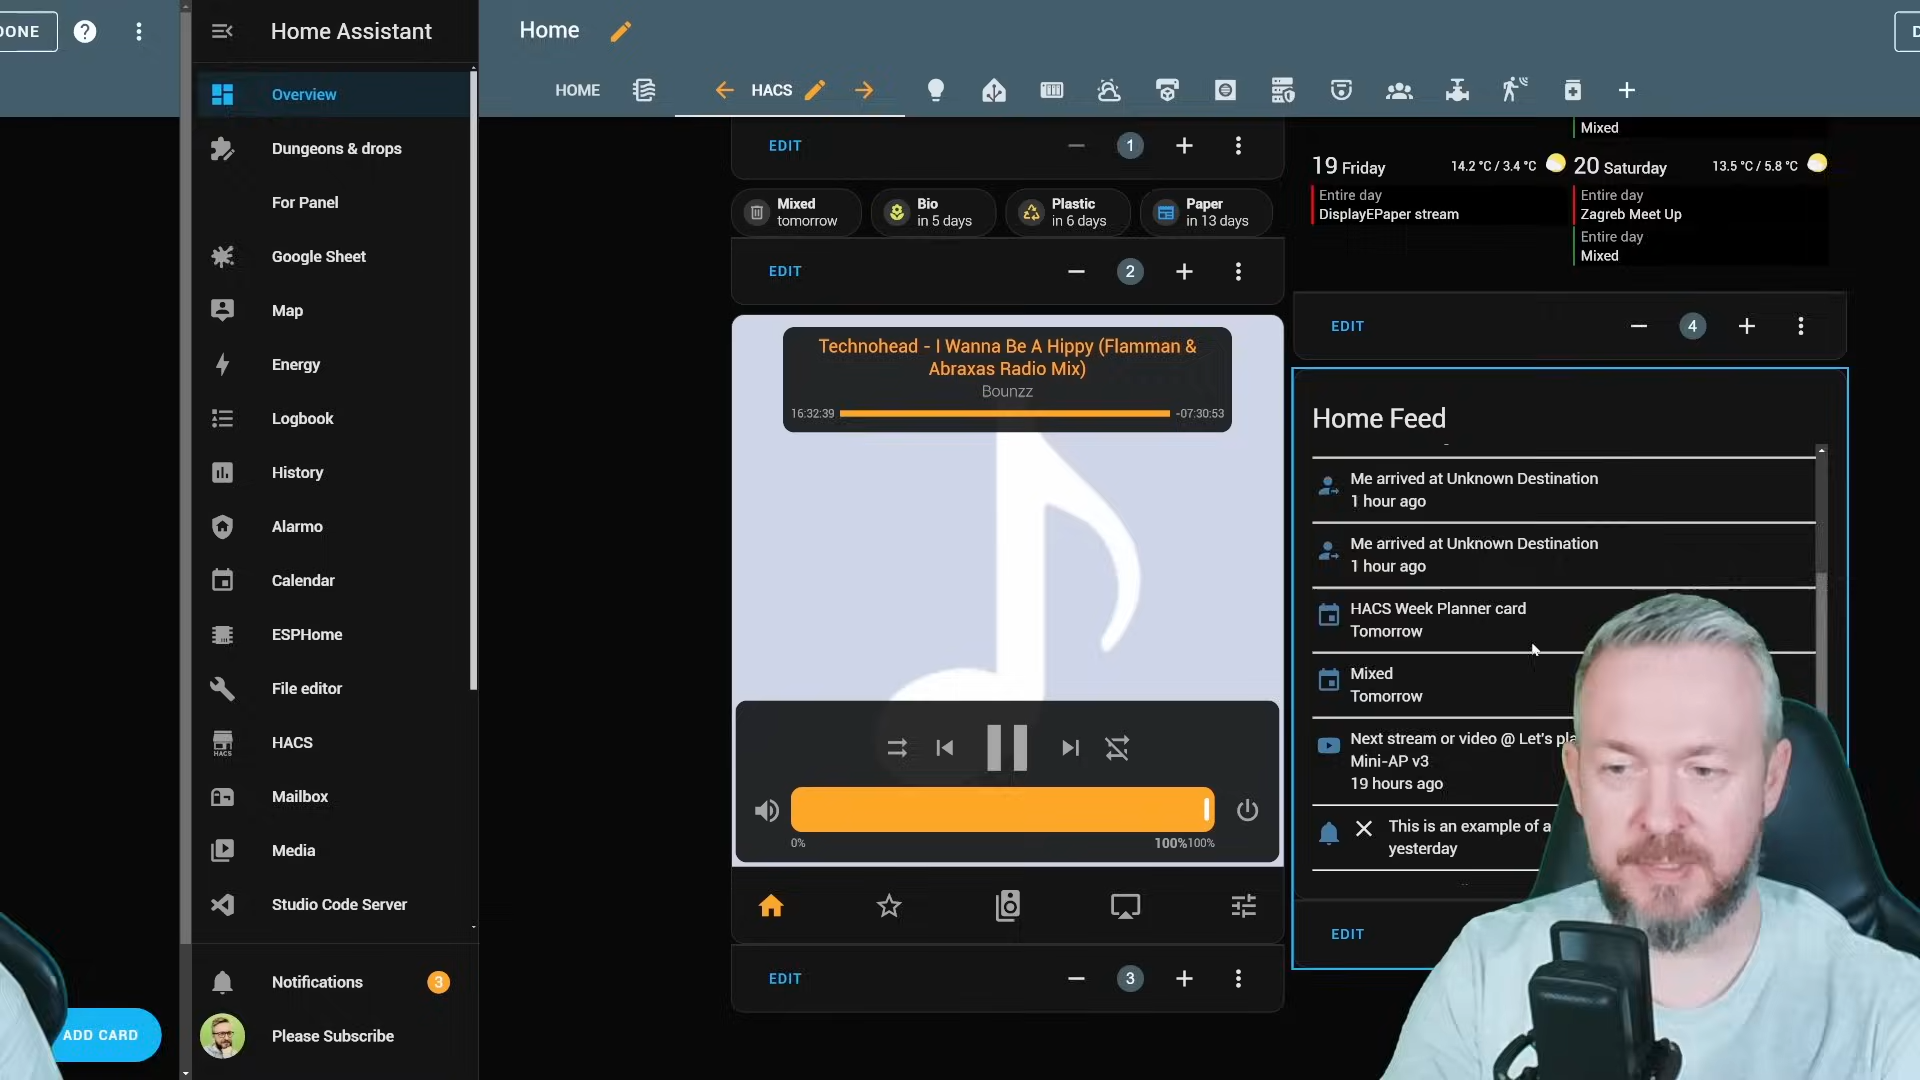 DONE
Home Assistant
Home
HOME
HACS
Overview
Dungeons & drops
For Panel
Google Sheet
Map
Energy
Logbook
History
Alarmo
Calendar
ESPHome
File editor
HACS
HACS
Mailbox
Media
Studio Code Server
Notifications
3
Please Subscribe
ADD CARD
EDIT
1
Mixed
tomorrow
Bio
in 5 days
Plastic
in 6 days
Paper
in 13 days
EDIT
2
Technohead - I Wanna Be A Hippy (Flamman &
Abraxas Radio Mix)
Bounzz
16:32:39
-07:30:53
0%
100%
100%
EDIT
3
Mixed
19 Friday
14.2 °C / 3.4 °C
Entire day
DisplayEPaper stream
20 Saturday
13.5 °C / 5.8 °C
Entire day
Zagreb Meet Up
Entire day
Mixed
EDIT
4
Home Feed
Me arrived at Unknown Destination
1 hour ago
Me arrived at Unknown Destination
1 hour ago
HACS Week Planner card
Tomorrow
Mixed
Tomorrow
Next stream or video @ Let's pla
Mini-AP v3
19 hours ago
This is an example of a
yesterday
EDIT